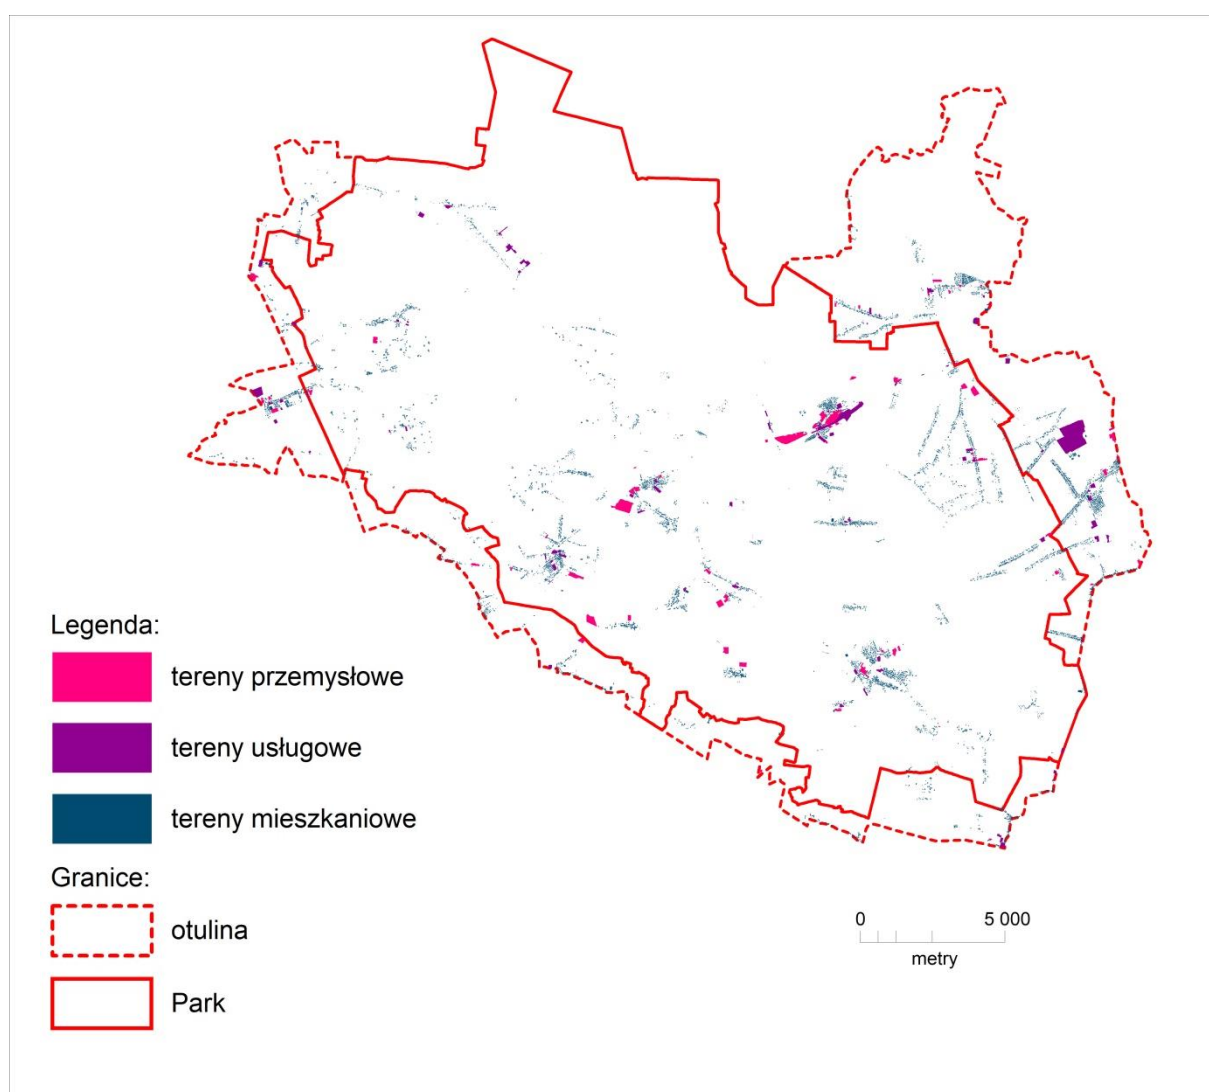 Legenda:
tereny przemysłowe
tereny usługowe
tereny mieszkaniowe
Granice:
otulina
Park
0 5 000
metry